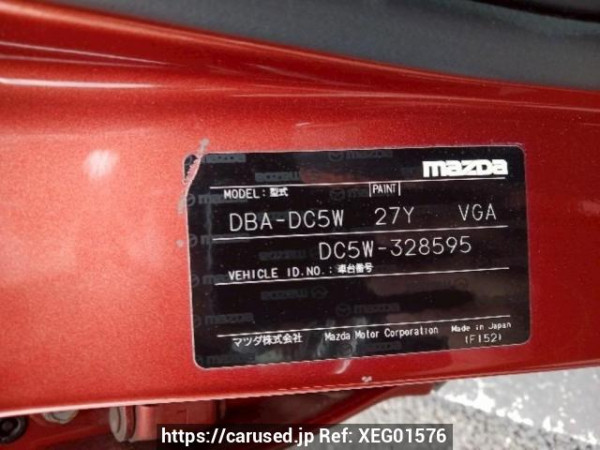 mazda
MODEL: 型式 PAINT
DBA-DC5W 27Y VGA
DC5W-328595
VEHICLE ID.NO.: 車台番号
マツダ株式会社 Mazda Motor Corporation Made in Japan
(F152)
https://carused.jp Ref: XEG01576